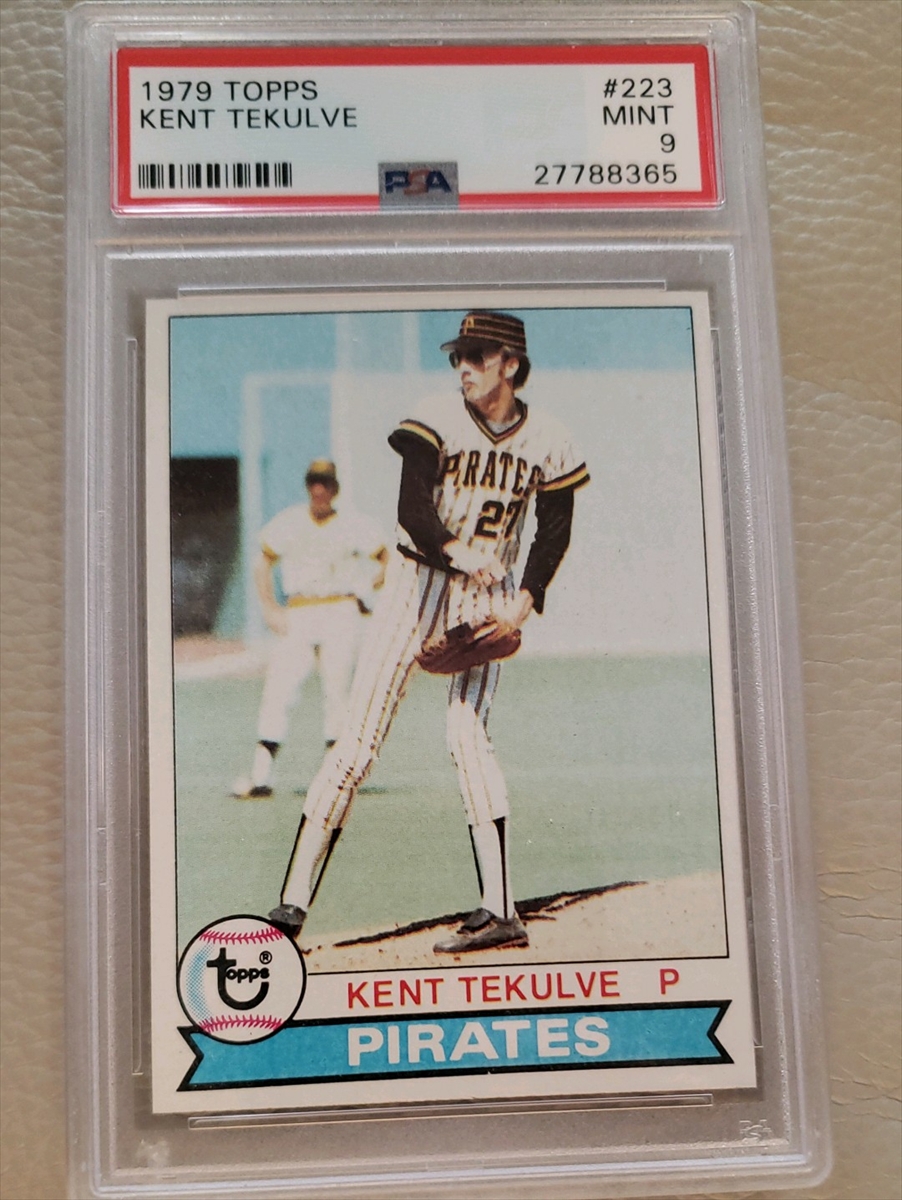 1979 TOPPS #223
KENT TEKULVE MINT
9
PSA 27788365
PIRATES
27
topps®
KENT TEKULVE P
PIRATES